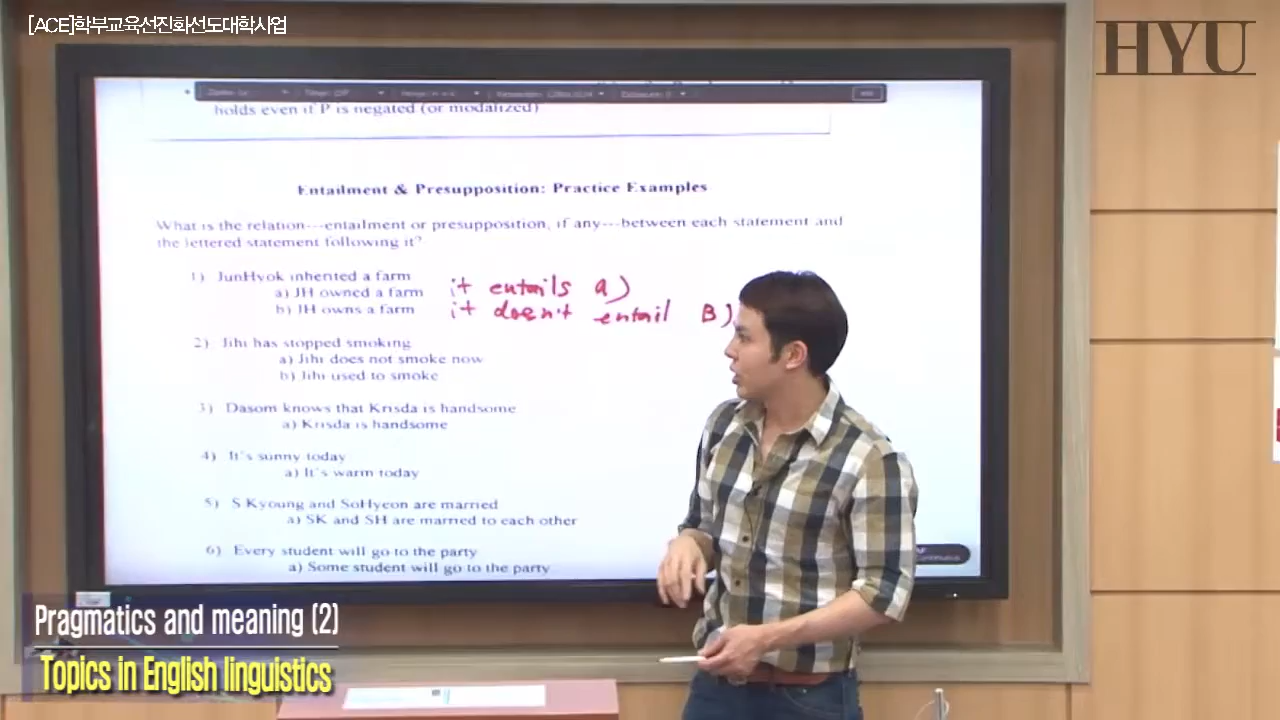 [ACE]학부교육선진화선도대학사업
HYU
holds even if P is negated (or modalized)
Entailment & Presupposition: Practice Examples
What is the relation---entailment or presupposition, if any---between each statement and
the lettered statement following it?
1) JunHyok inherited a farm
a) JH owned a farm it entails a)
b) JH owns a farm it doesn't entail B)
2) Jihi has stopped smoking
a) Jihi does not smoke now
b) Jihi used to smoke
3) Dasom knows that Krisda is handsome
a) Krisda is handsome
4) It's sunny today
a) It's warm today
5) S Kyoung and SoHyeon are married
a) SK and SH are married to each other
6) Every student will go to the party
a) Some student will go to the party
Pragmatics and meaning (2)
Topics in English linguistics